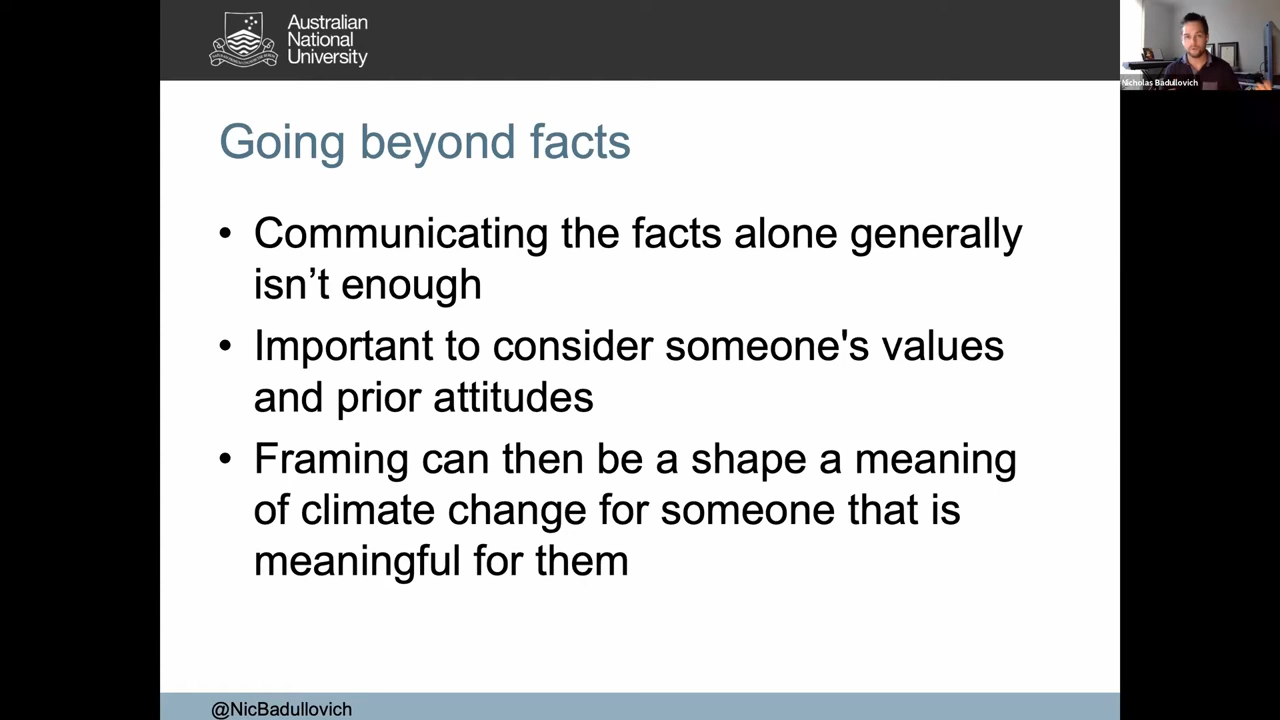 Australian
National
University
Nicholas Badullovich
Going beyond facts
• Communicating the facts alone generally
isn’t enough
• Important to consider someone's values
and prior attitudes
• Framing can then be a shape a meaning
of climate change for someone that is
meaningful for them
@NicBadullovich